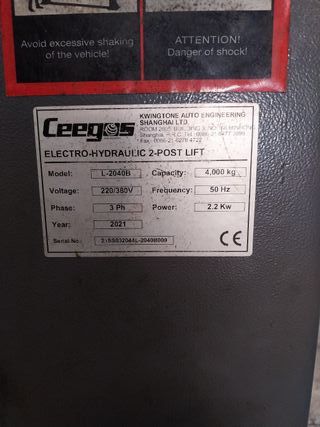 Avoid excessive shaking
of the vehicle!
ATTENTION!
Danger of shock!
Ceegos
KWINGTONE AUTO ENGINEERING
SHANGHAI LTD.
ELECTRO-HYDRAULIC 2-POST LIFT
Model: L-2040B Capacity: 4,000 kg
Voltage: 220/380V Frequency: 50 Hz
Phase: 3 Ph Power: 2.2 Kw
Year: 2021
Serial No.:
CE